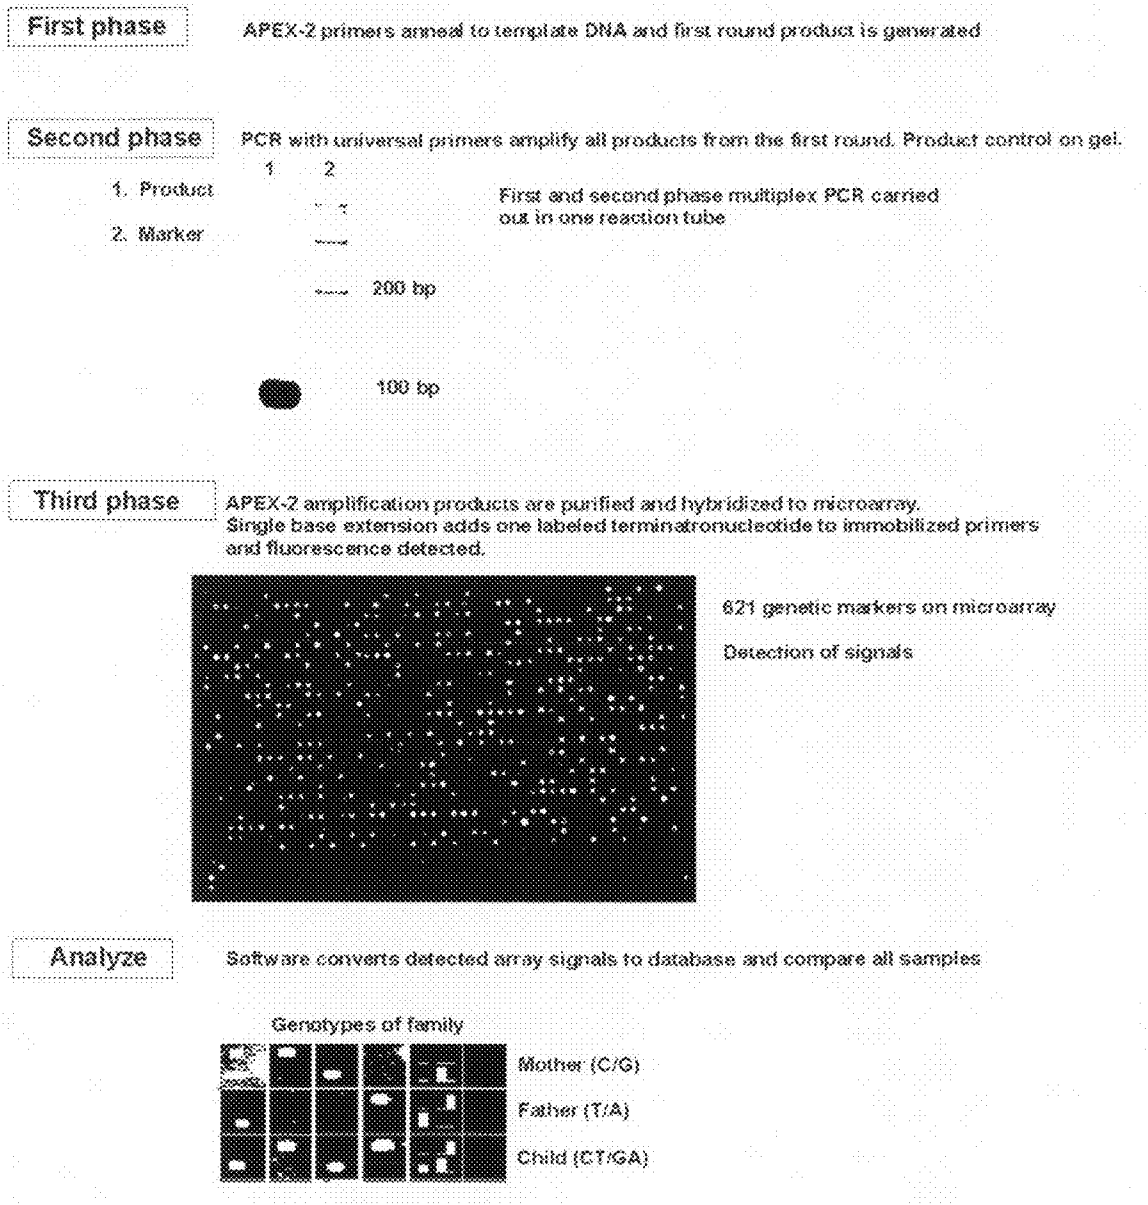 First phase
APEX-2 primers anneal to template DNA and first round product is generated
Second phase
PCR with universal primers amplify all products from the first round. Product control on gel.
1 2
1. Product
2. Marker
First and second phase multiplex PCR carried
out in one reaction tube
200 bp
100 bp
Third phase
APEX-2 amplification products are purified and hybridized to microarray.
Single base extension adds one labeled terminatronucleotide to immobilized primers
and fluorescence detected.
621 genetic markers on microarray
Detection of signals
Analyze
Software converts detected array signals to database and compare all samples
Genotypes of family
Mother (C/G)
Father (T/A)
Child (CT/GA)